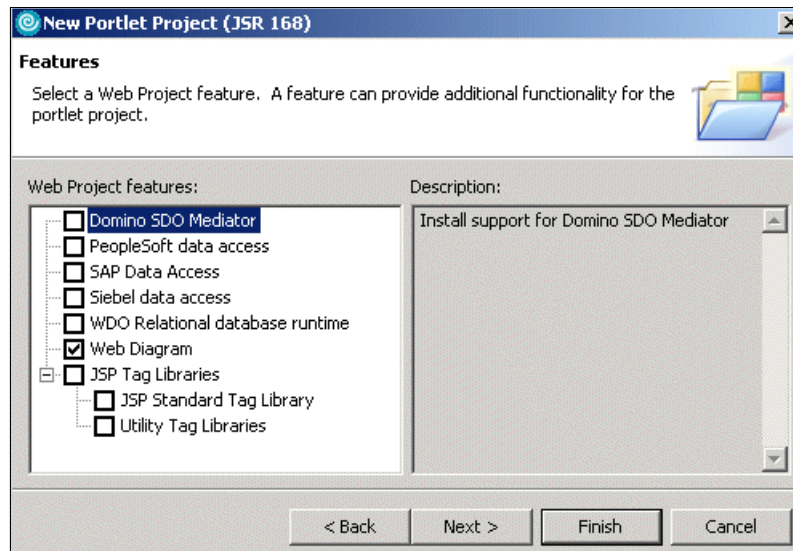 New Portlet Project (JSR 168)
Features
Select a Web Project feature. A feature can provide additional functionality for the
portlet project.
Web Project features:
Description:
Domino SDO Mediator
PeopleSoft data access
SAP Data Access
Siebel data access
WDO Relational database runtime
Web Diagram
JSP Tag Libraries
JSP Standard Tag Library
Utility Tag Libraries
Install support for Domino SDO Mediator
< Back
Next >
Finish
Cancel